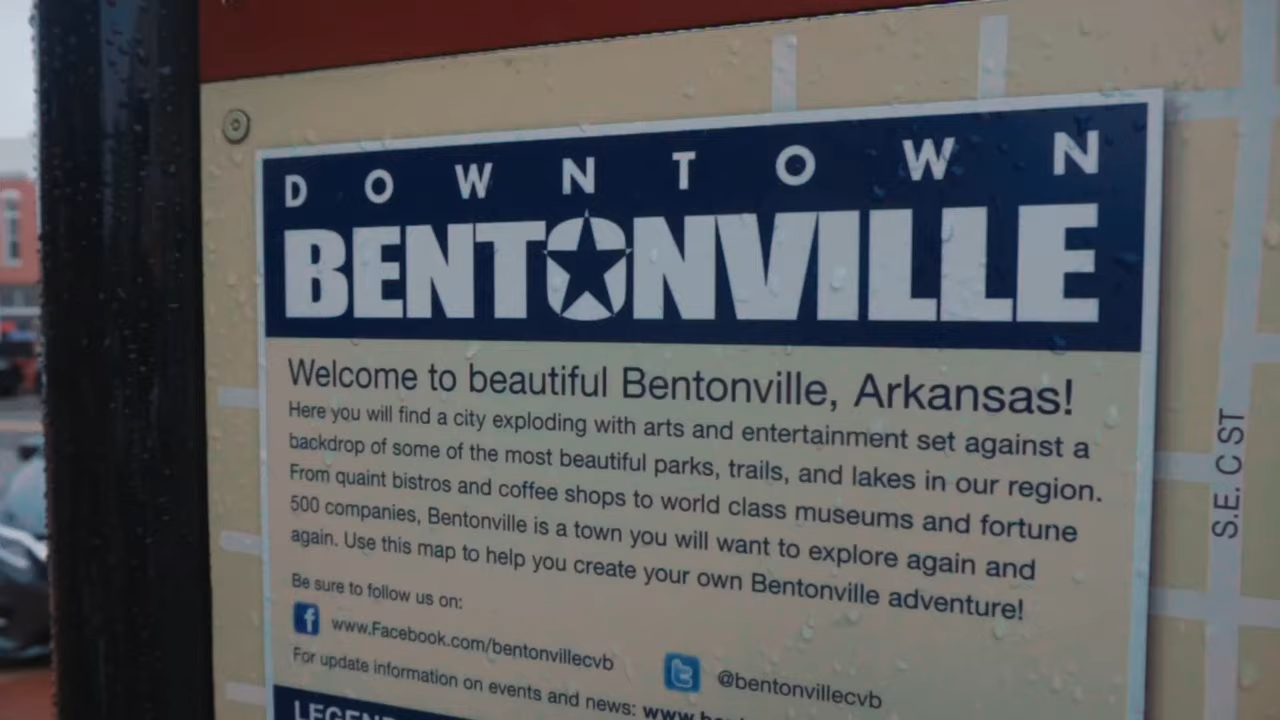 DOWNTOWN
BENTONVILLE
Welcome to beautiful Bentonville, Arkansas!
Here you will find a city exploding with arts and entertainment set against a
backdrop of some of the most beautiful parks, trails, and lakes in our region.
From quaint bistros and coffee shops to world class museums and fortune
500 companies, Bentonville is a town you will want to explore again and
again. Use this map to help you create your own Bentonville adventure!
Be sure to follow us on:
www.Facebook.com/bentonvillecvb
@bentonvillecvb
For update information on events and news:
S.E. C ST